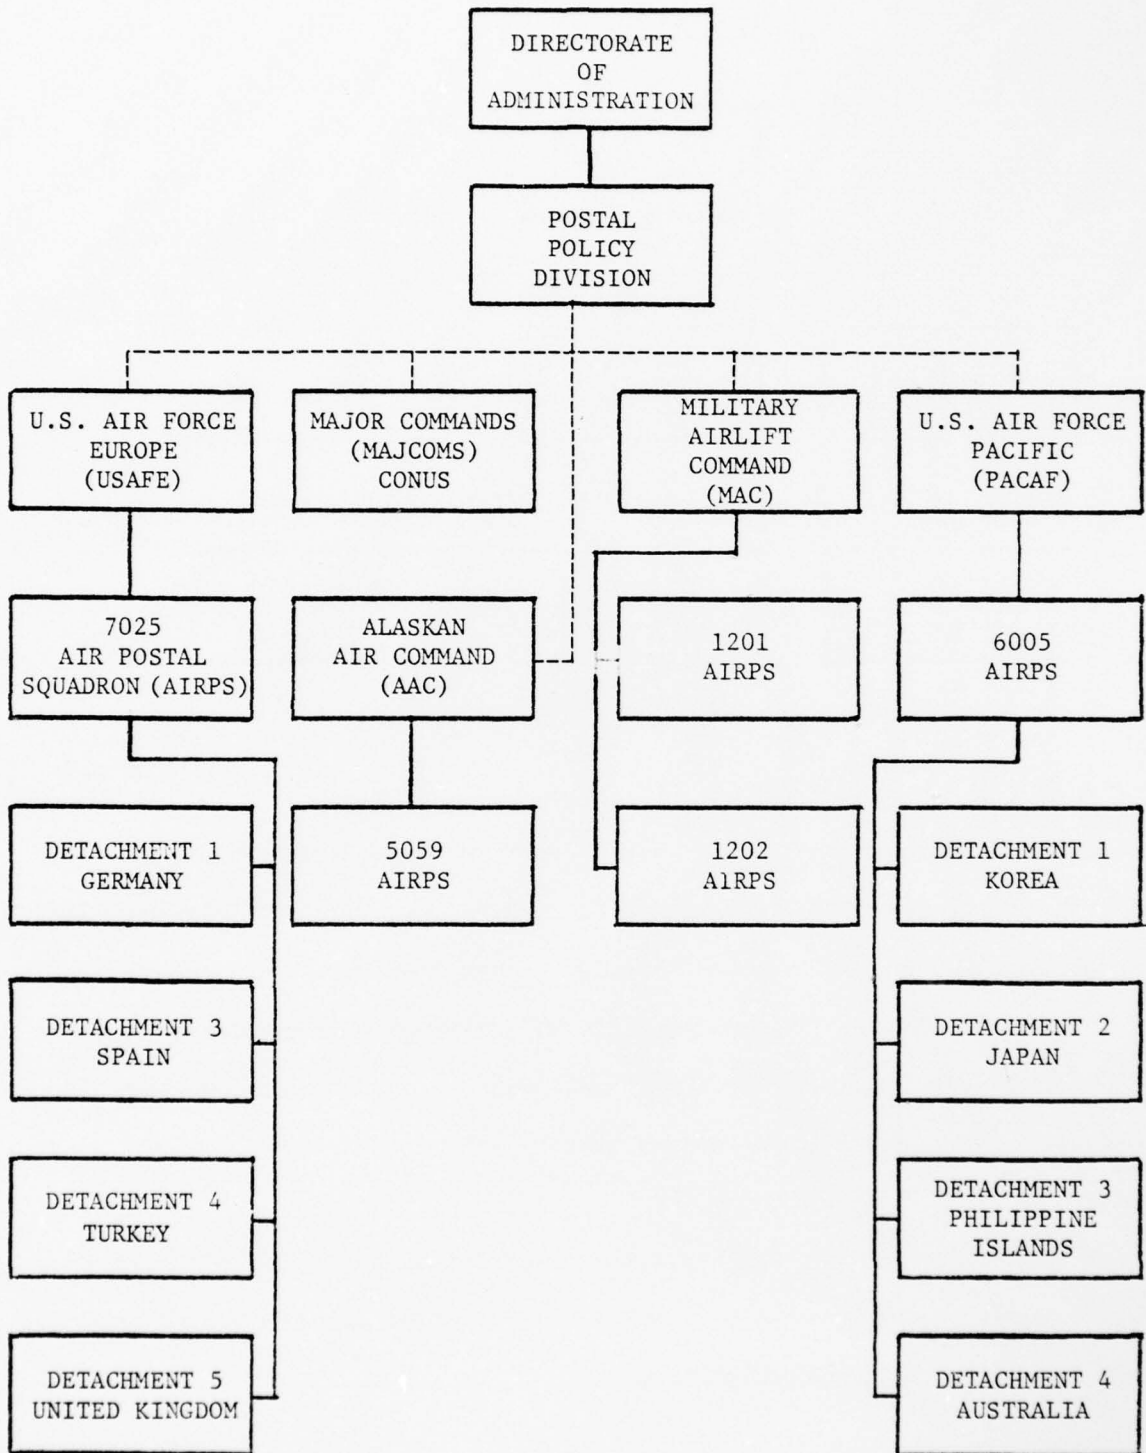 DIRECTORATE
OF
ADMINISTRATION
POSTAL
POLICY
DIVISION
U.S. AIR FORCE
EUROPE
(USAFE)
MAJOR COMMANDS
(MAJCOMS)
CONUS
MILITARY
AIRLIFT
COMMAND
(MAC)
U.S. AIR FORCE
PACIFIC
(PACAF)
7025
AIR POSTAL
SQUADRON (AIRPS)
ALASKAN
AIR COMMAND
(AAC)
1201
AIRPS
6005
AIRPS
DETACHMENT 1
GERMANY
5059
AIRPS
1202
AIRPS
DETACHMENT 1
KOREA
DETACHMENT 3
SPAIN
DETACHMENT 2
JAPAN
DETACHMENT 4
TURKEY
DETACHMENT 3
PHILIPPINE
ISLANDS
DETACHMENT 5
UNITED KINGDOM
DETACHMENT 4
AUSTRALIA